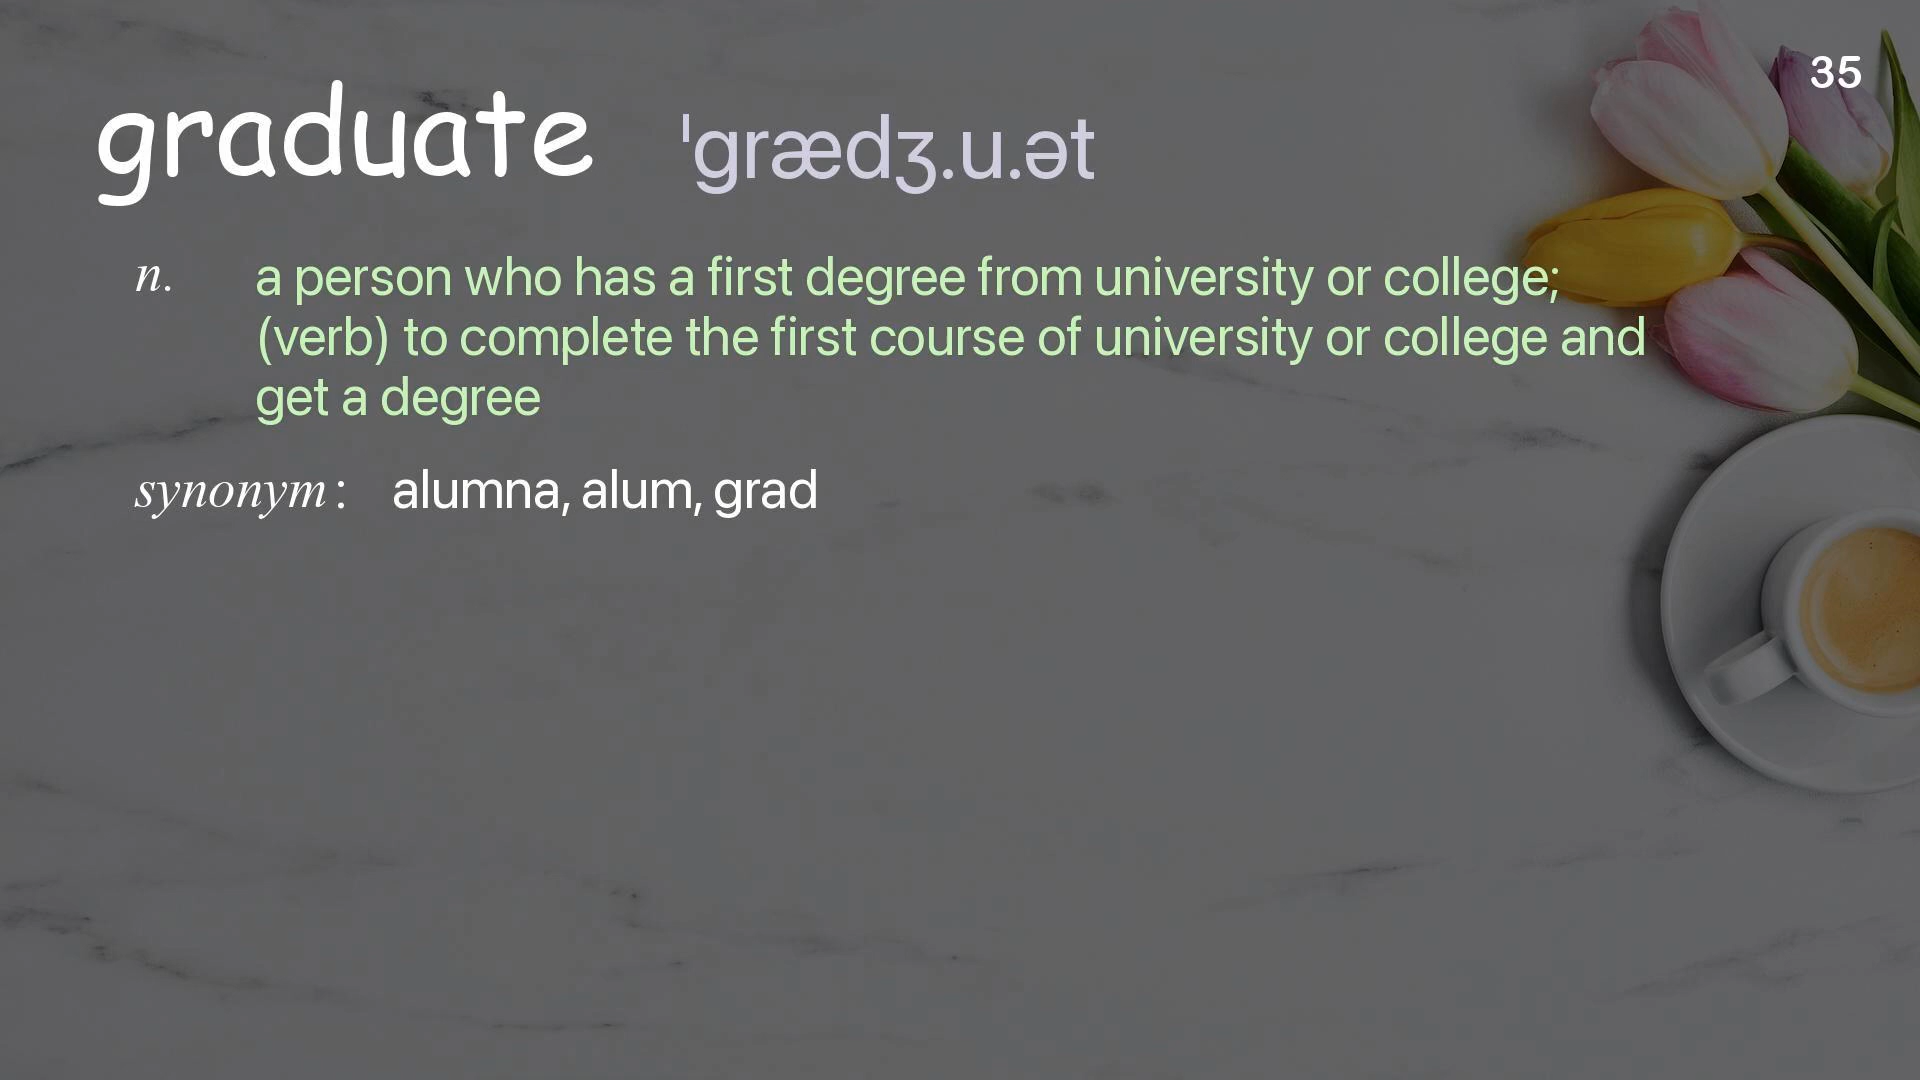 35
graduate ˈɡrædʒ.u.ət
n. a person who has a first degree from university or college;
(verb) to complete the first course of university or college and
get a degree
synonym : alumna, alum, grad